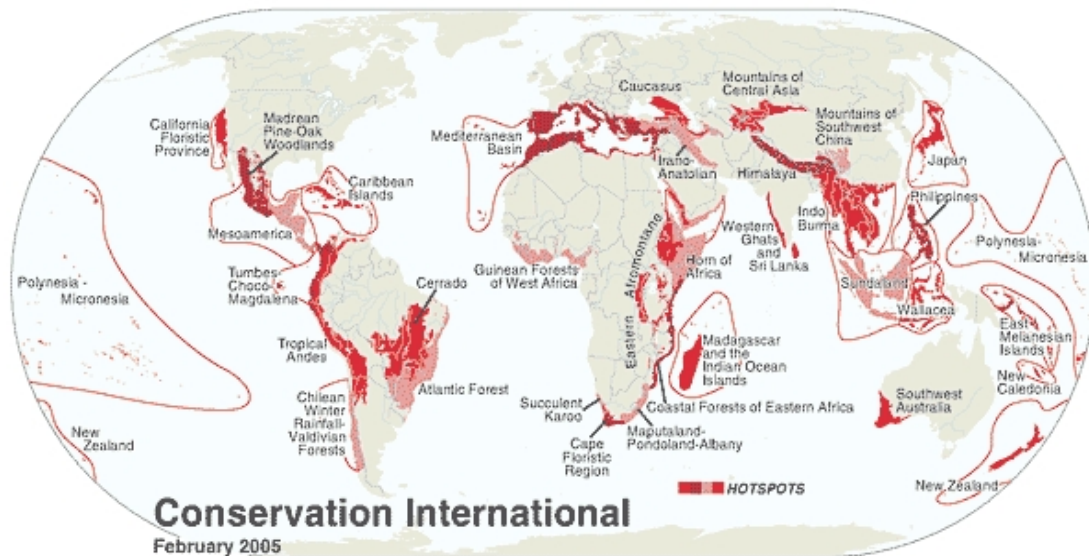 California
Floristic
Province
Madrean
Pine-Oak
Woodlands
Caribbean
Islands
Mesoamerica
Polynesia -
Micronesia
Tumbes-
Chocó-
Magdalena
Cerrado
Tropical
Andes
Atlantic Forest
Chilean
Winter
Rainfall-
Valdivian
Forests
New
Zealand
Mediterranean
Basin
Caucasus
Irano-
Anatolian
Mountains of
Central Asia
Mountains of
Southwest
China
Himalaya
Japan
Philippines
Indo-
Burma
Western
Ghats
and
Sri Lanka
Polynesia-
Micronesia
Guinean Forests
of West Africa
Eastern Afromontane
Horn of
Africa
Sundaland
Wallacea
East
Melanesian
Islands
New
Caledonia
Madagascar
and the
Indian Ocean
Islands
Southwest
Australia
Succulent
Karoo
Coastal Forests of Eastern Africa
Cape
Floristic
Region
Maputaland-
Pondoland-Albany
New Zealand
HOTSPOTS
Conservation International
February 2005